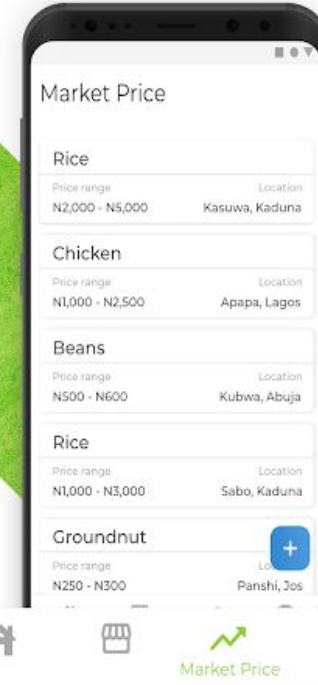 Market Price
Rice
Price range Location
N2,000 - N5,000 Kasuwa, Kaduna
Chicken
Price range Location
N1,000 - N2,500 Apapa, Lagos
Beans
Price range Location
N500 - N600 Kubwa, Abuja
Rice
Price range Location
N1,000 - N3,000 Sabo, Kaduna
Groundnut
+
Price range Lo
N250 - N300 Panshi, Jos
Market Price